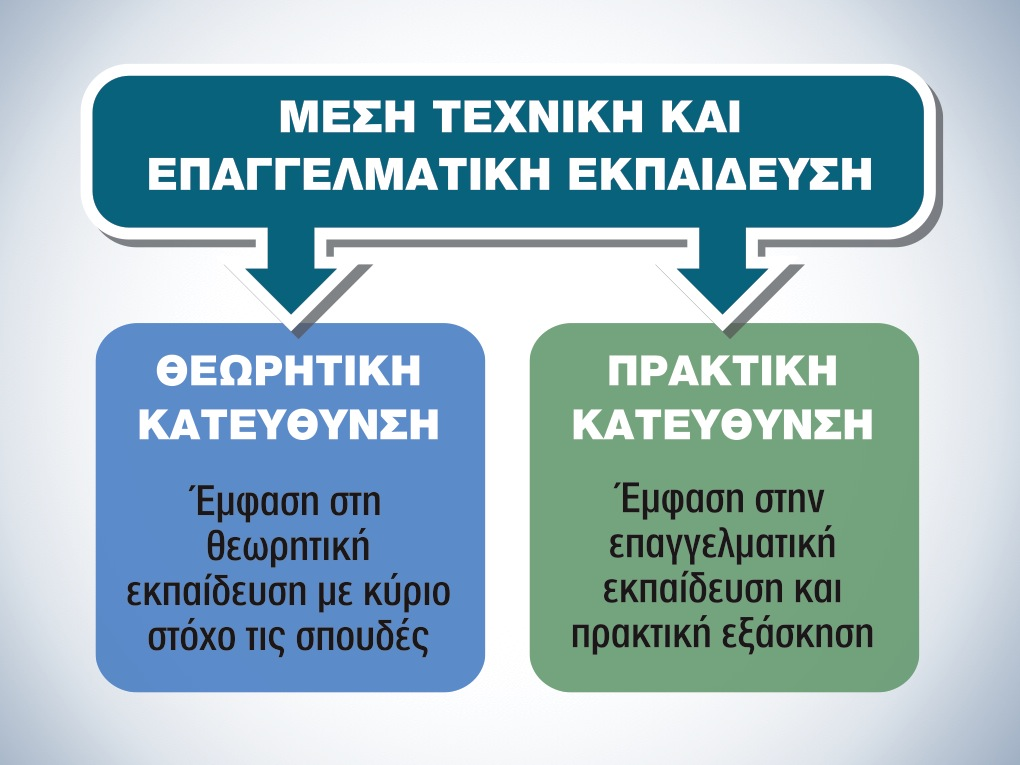 ΜΕΣΗ ΤΕΧΝΙΚΗ ΚΑΙ
ΕΠΑΓΓΕΛΜΑΤΙΚΗ ΕΚΠΑΙΔΕΥΣΗ
ΘΕΩΡΗΤΙΚΗ
ΚΑΤΕΥΘΥΝΣΗ
Έμφαση στη
θεωρητική
εκπαίδευση με κύριο
στόχο τις σπουδές
ΠΡΑΚΤΙΚΗ
ΚΑΤΕΥΘΥΝΣΗ
Έμφαση στην
επαγγελματική
εκπαίδευση και
πρακτική εξάσκηση